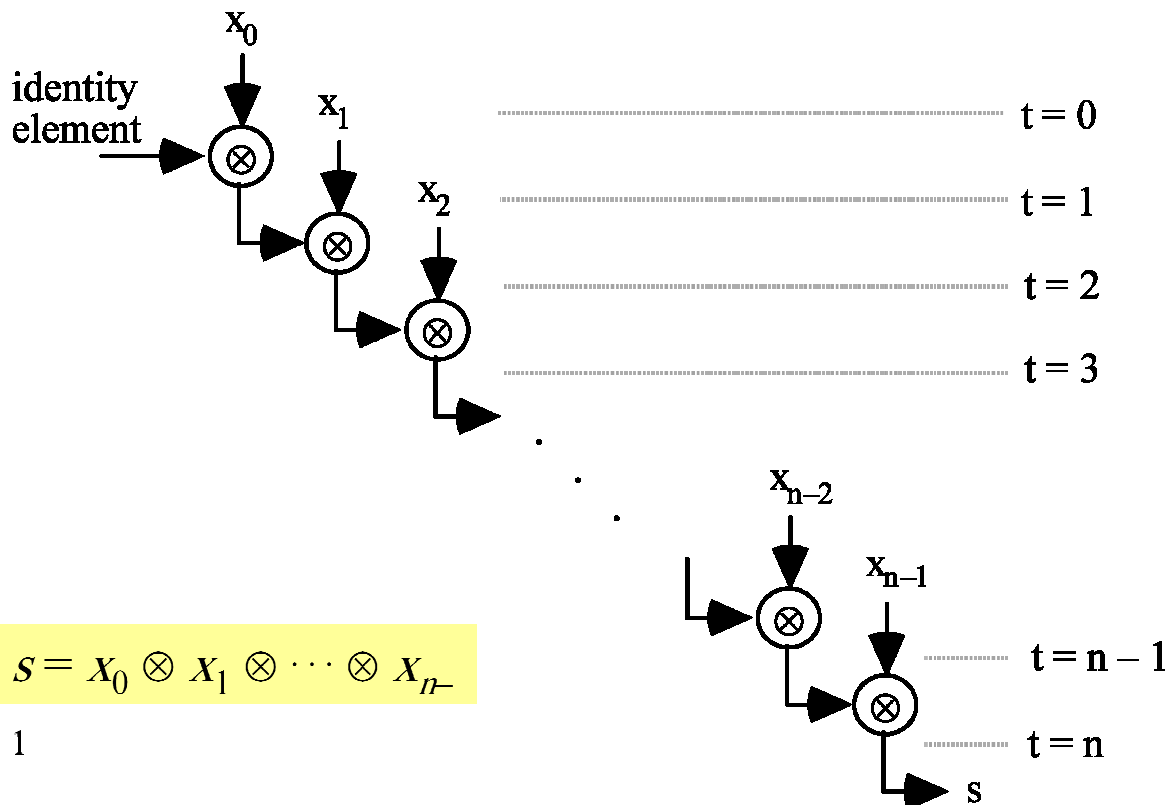 x₀
identity
element
⊗
x₁
t = 0
⊗
x₂
t = 1
⊗
t = 2
t = 3
xₙ₋₂
⊗
xₙ₋₁
⊗
t = n – 1
t = n
s
s = x₀ ⊗ x₁ ⊗ ··· ⊗ xₙ₋
1